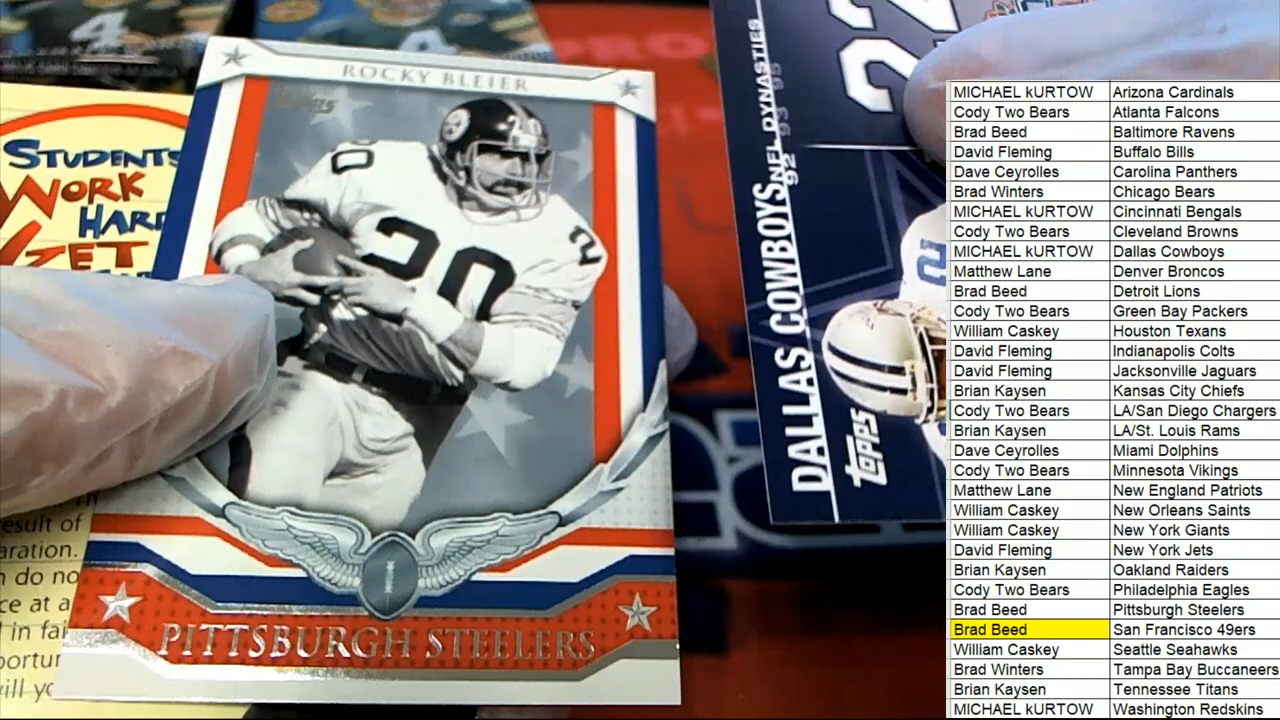 4
4
ROCKY BLEIER
Topps
20
20
2
STUDENTS
WORK
HARD
esult of
aration.
n do no
ce at a
in fai
portun
ill yo
PITTSBURGH STEELERS
22
NFL DYNASTIES
92 93 95
DALLAS COWBOYS
TOPPS
MICHAEL kURTOW Arizona Cardinals
Cody Two Bears Atlanta Falcons
Brad Beed Baltimore Ravens
David Fleming Buffalo Bills
Dave Ceyrolles Carolina Panthers
Brad Winters Chicago Bears
MICHAEL kURTOW Cincinnati Bengals
Cody Two Bears Cleveland Browns
MICHAEL kURTOW Dallas Cowboys
Matthew Lane Denver Broncos
Brad Beed Detroit Lions
Cody Two Bears Green Bay Packers
William Caskey Houston Texans
David Fleming Indianapolis Colts
David Fleming Jacksonville Jaguars
Brian Kaysen Kansas City Chiefs
Cody Two Bears LA/San Diego Chargers
Brian Kaysen LA/St. Louis Rams
Dave Ceyrolles Miami Dolphins
Cody Two Bears Minnesota Vikings
Matthew Lane New England Patriots
William Caskey New Orleans Saints
William Caskey New York Giants
David Fleming New York Jets
Brian Kaysen Oakland Raiders
Cody Two Bears Philadelphia Eagles
Brad Beed Pittsburgh Steelers
Brad Beed San Francisco 49ers
William Caskey Seattle Seahawks
Brad Winters Tampa Bay Buccaneers
Brian Kaysen Tennessee Titans
MICHAEL kURTOW Washington Redskins